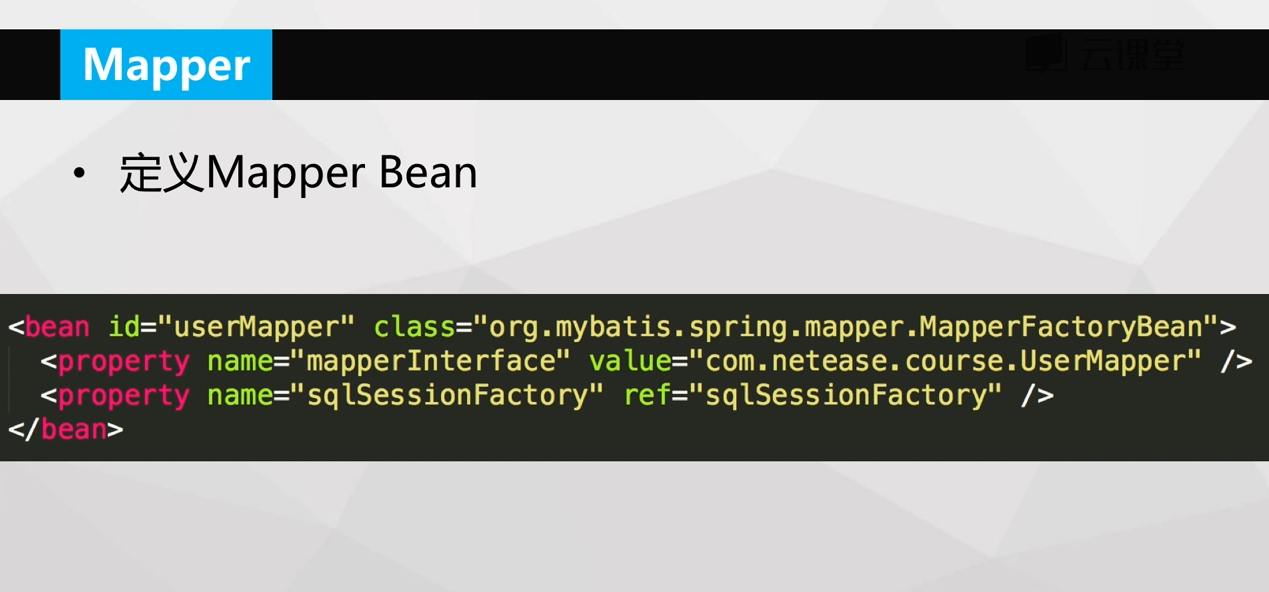 Mapper
云课堂
• 定义Mapper Bean
<bean id="userMapper" class="org.mybatis.spring.mapper.MapperFactoryBean">
  <property name="mapperInterface" value="com.netease.course.UserMapper" />
  <property name="sqlSessionFactory" ref="sqlSessionFactory" />
</bean>